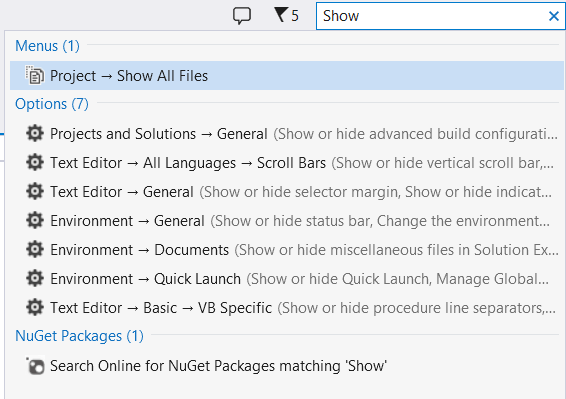 5
Show
Menus (1)
Project → Show All Files
Options (7)
Projects and Solutions → General (Show or hide advanced build configurati...
Text Editor → All Languages → Scroll Bars (Show or hide vertical scroll bar,...
Text Editor → General (Show or hide selector margin, Show or hide indicat...
Environment → General (Show or hide status bar, Change the environment...
Environment → Documents (Show or hide miscellaneous files in Solution Ex...
Environment → Quick Launch (Show or hide Quick Launch, Manage Global...
Text Editor → Basic → VB Specific (Show or hide procedure line separators,...
NuGet Packages (1)
Search Online for NuGet Packages matching 'Show'